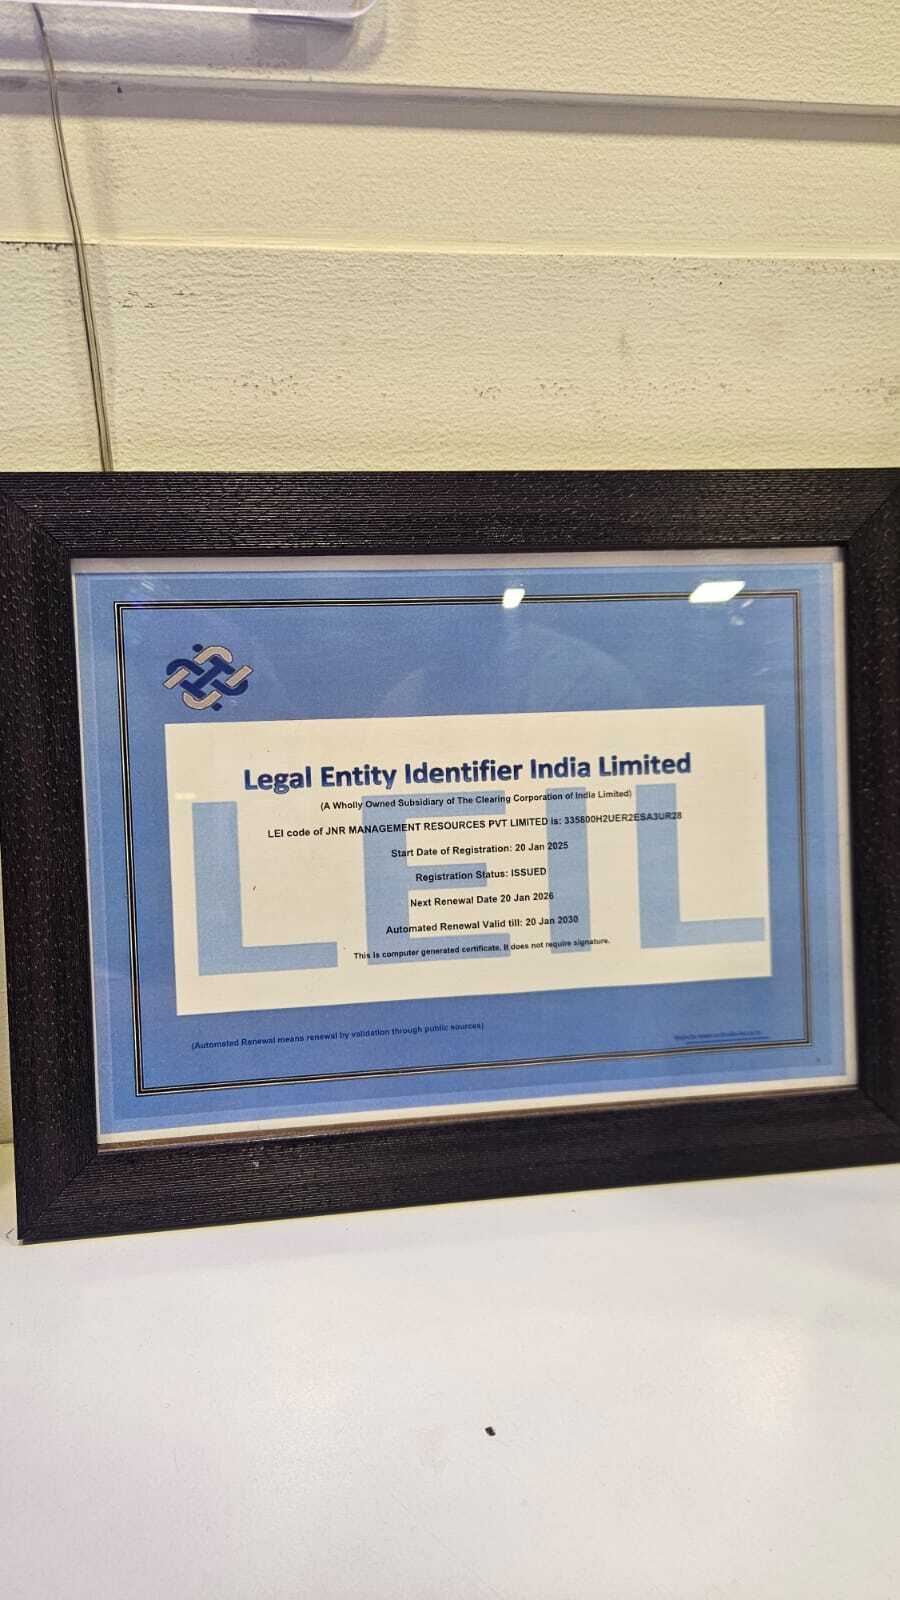 Legal Entity Identifier India Limited
(A Wholly Owned Subsidiary of The Clearing Corporation of India Limited)
LEI code of JNR MANAGEMENT RESOURCES PVT LIMITED is: 335800H2UER2ESA3UR28
Start Date of Registration: 20 Jan 2025
Registration Status: ISSUED
Next Renewal Date 20 Jan 2026
Automated Renewal Valid till: 20 Jan 2030
This is computer generated certificate. It does not require signature.
LEIL
(Automated Renewal means renewal by validation through public sources)